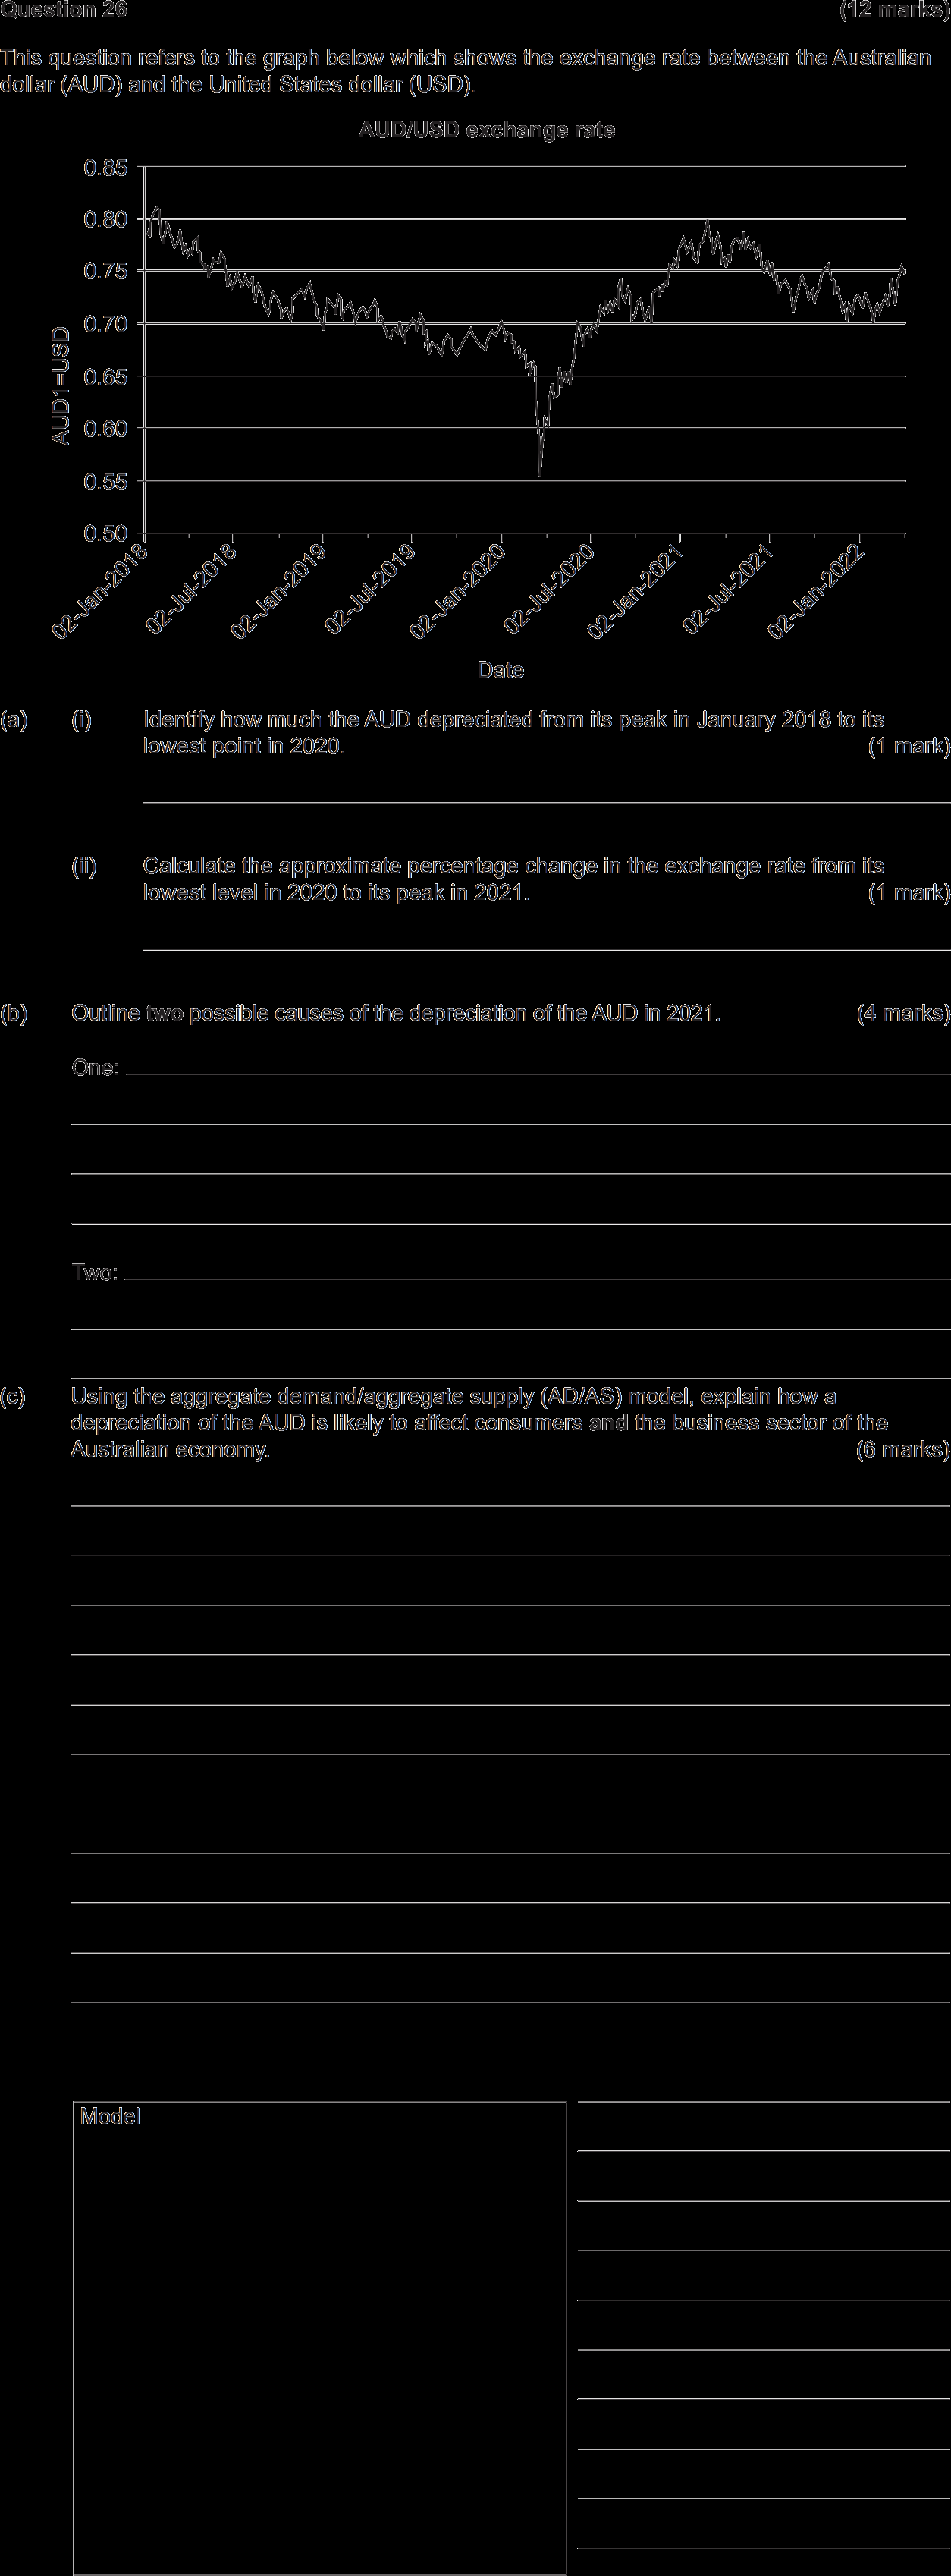 Question 26 (12 marks)
This question refers to the graph below which shows the exchange rate between the Australian
dollar (AUD) and the United States dollar (USD).
AUD/USD exchange rate
0.85
0.80
0.75
0.70
0.65
0.60
0.55
0.50
AUD1=USD
02-Jan-2018
02-Jul-2018
02-Jan-2019
02-Jul-2019
02-Jan-2020
02-Jul-2020
02-Jan-2021
02-Jul-2021
02-Jan-2022
Date
(a) (i) Identify how much the AUD depreciated from its peak in January 2018 to its
lowest point in 2020. (1 mark)
(ii) Calculate the approximate percentage change in the exchange rate from its
lowest level in 2020 to its peak in 2021. (1 mark)
(b) Outline two possible causes of the depreciation of the AUD in 2021. (4 marks)
One:
Two:
(c) Using the aggregate demand/aggregate supply (AD/AS) model, explain how a
depreciation of the AUD is likely to affect consumers and the business sector of the
Australian economy. (6 marks)
Model